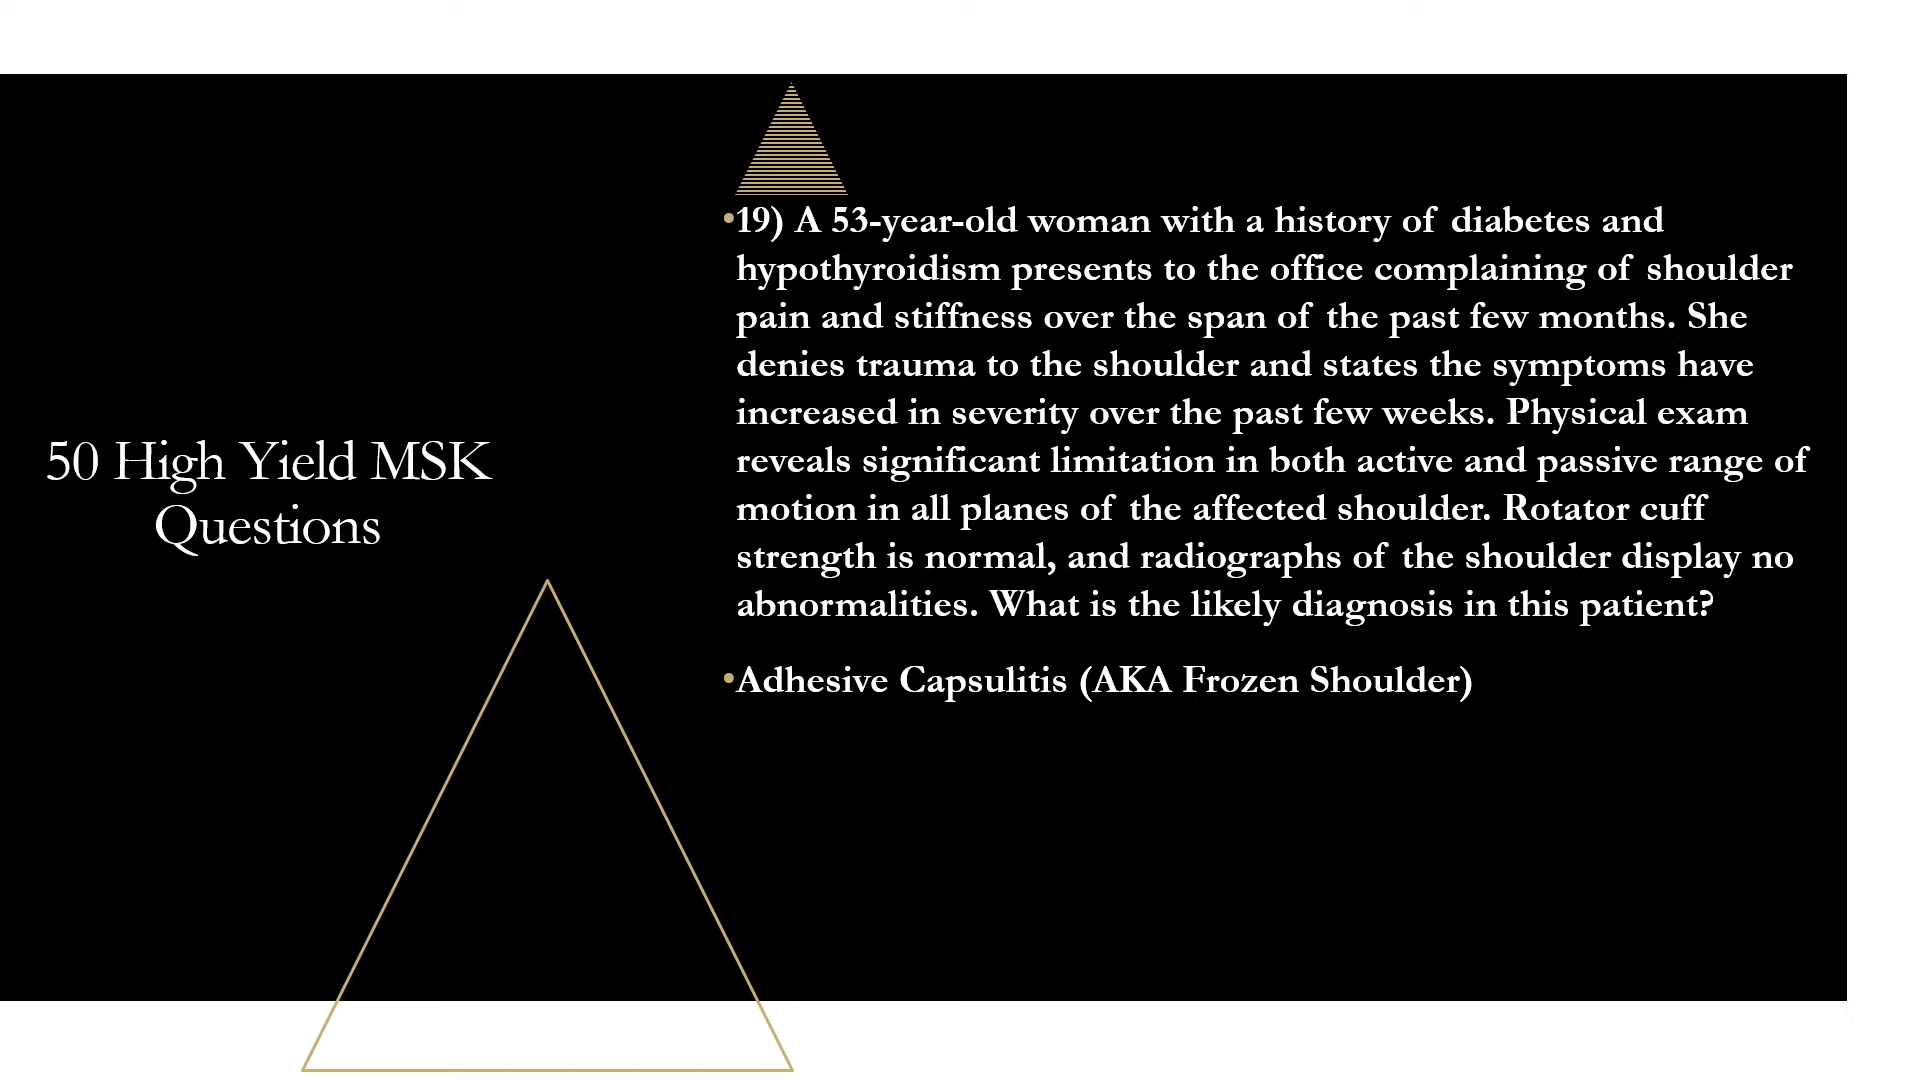 50 High Yield MSK
Questions
•19) A 53-year-old woman with a history of diabetes and
hypothyroidism presents to the office complaining of shoulder
pain and stiffness over the span of the past few months. She
denies trauma to the shoulder and states the symptoms have
increased in severity over the past few weeks. Physical exam
reveals significant limitation in both active and passive range of
motion in all planes of the affected shoulder. Rotator cuff
strength is normal, and radiographs of the shoulder display no
abnormalities. What is the likely diagnosis in this patient?
•Adhesive Capsulitis (AKA Frozen Shoulder)